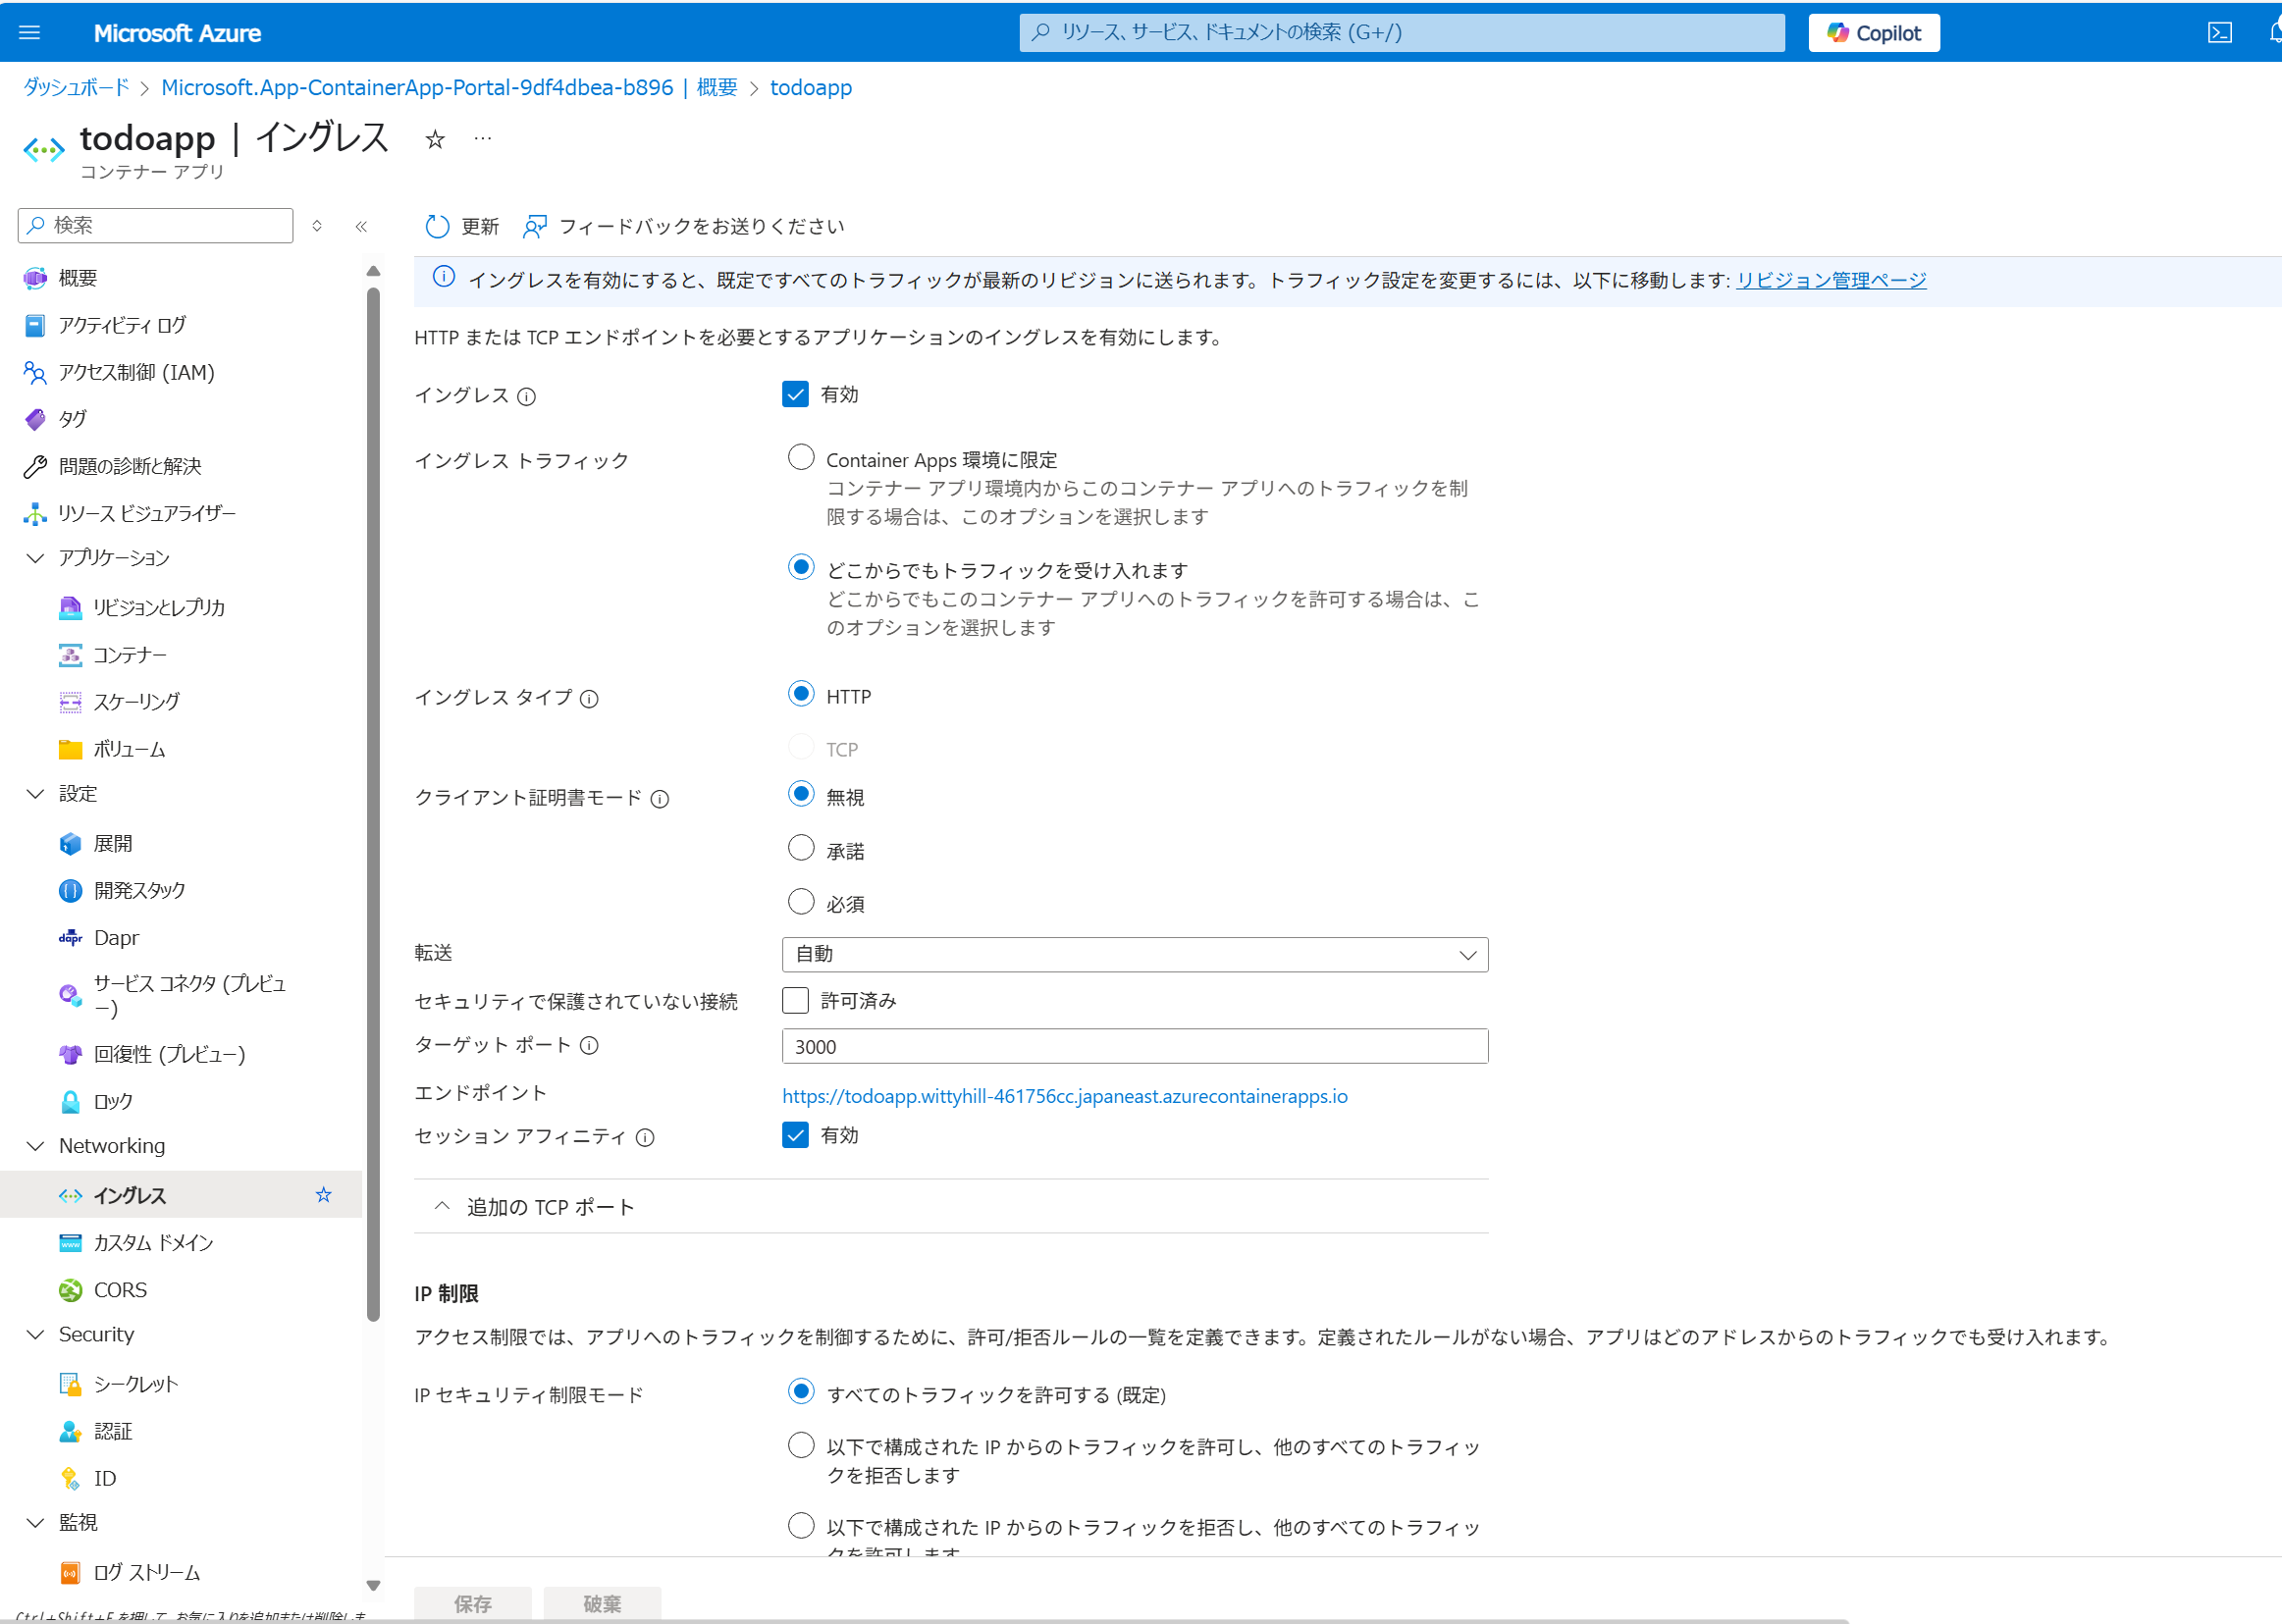 Microsoft Azure
リソース、サービス、ドキュメントの検索 (G+/)
Copilot
ダッシュボード > Microsoft.App-ContainerApp-Portal-9df4dbea-b896 | 概要 > todoapp
todoapp | イングレス
コンテナー アプリ
検索
概要
アクティビティ ログ
アクセス制御 (IAM)
タグ
問題の診断と解決
リソース ビジュアライザー
アプリケーション
リビジョンとレプリカ
コンテナー
スケーリング
ボリューム
設定
展開
開発スタック
Dapr
サービス コネクタ (プレビュ
ー)
回復性 (プレビュー)
ロック
Networking
イングレス
カスタム ドメイン
CORS
Security
シークレット
認証
ID
監視
ログ ストリーム
Ctrl+Shift+F を押して、お気に入りを追加または削除しま
更新
フィードバックをお送りください
イングレスを有効にすると、既定ですべてのトラフィックが最新のリビジョンに送られます。トラフィック設定を変更するには、以下に移動します: リビジョン管理ページ
HTTP または TCP エンドポイントを必要とするアプリケーションのイングレスを有効にします。
イングレス
有効
イングレス トラフィック
Container Apps 環境に限定
コンテナー アプリ環境内からこのコンテナー アプリへのトラフィックを制
限する場合は、このオプションを選択します
どこからでもトラフィックを受け入れます
どこからでもこのコンテナー アプリへのトラフィックを許可する場合は、こ
のオプションを選択します
イングレス タイプ
HTTP
TCP
クライアント証明書モード
無視
承諾
必須
転送
自動
セキュリティで保護されていない接続
許可済み
ターゲット ポート
3000
エンドポイント
https://todoapp.wittyhill-461756cc.japaneast.azurecontainerapps.io
セッション アフィニティ
有効
追加の TCP ポート
IP 制限
アクセス制限では、アプリへのトラフィックを制御するために、許可/拒否ルールの一覧を定義できます。定義されたルールがない場合、アプリはどのアドレスからのトラフィックでも受け入れます。
IP セキュリティ制限モード
すべてのトラフィックを許可する (既定)
以下で構成された IP からのトラフィックを許可し、他のすべてのトラフィッ
クを拒否します
以下で構成された IP からのトラフィックを拒否し、他のすべてのトラフィッ
クを許可します
保存
破棄